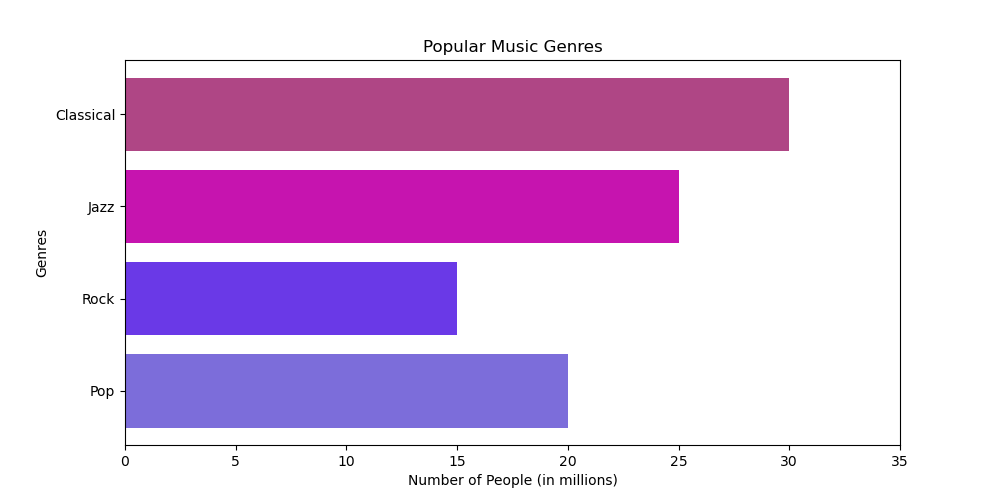 Popular Music Genres
Classical
Jazz
Rock
Pop
Genres
0 5 10 15 20 25 30 35
Number of People (in millions)